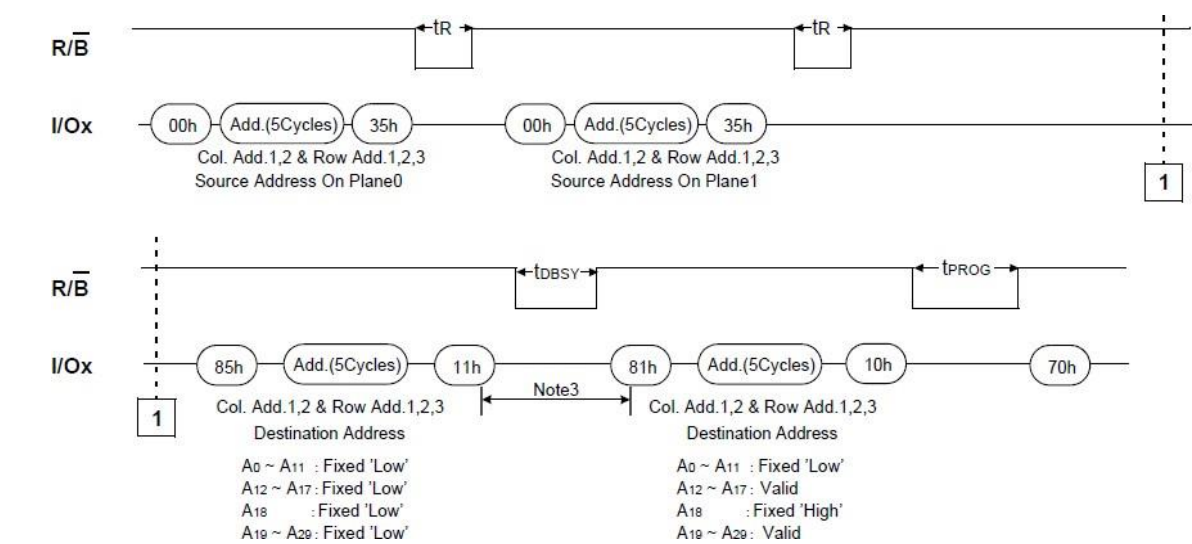 tR tR
R/B̅
I/Ox 00h Add.(5Cycles) 35h 00h Add.(5Cycles) 35h
Col. Add.1,2 & Row Add.1,2,3 Col. Add.1,2 & Row Add.1,2,3
Source Address On Plane0 Source Address On Plane1
1
tDBSY tPROG
R/B̅
I/Ox 85h Add.(5Cycles) 11h 81h Add.(5Cycles) 10h 70h
Note3
1
Col. Add.1,2 & Row Add.1,2,3 Col. Add.1,2 & Row Add.1,2,3
Destination Address Destination Address
A0 ~ A11 : Fixed 'Low' A0 ~ A11 : Fixed 'Low'
A12 ~ A17 : Fixed 'Low' A12 ~ A17 : Valid
A18 : Fixed 'Low' A18 : Fixed 'High'
A19 ~ A29 : Fixed 'Low' A19 ~ A29 : Valid